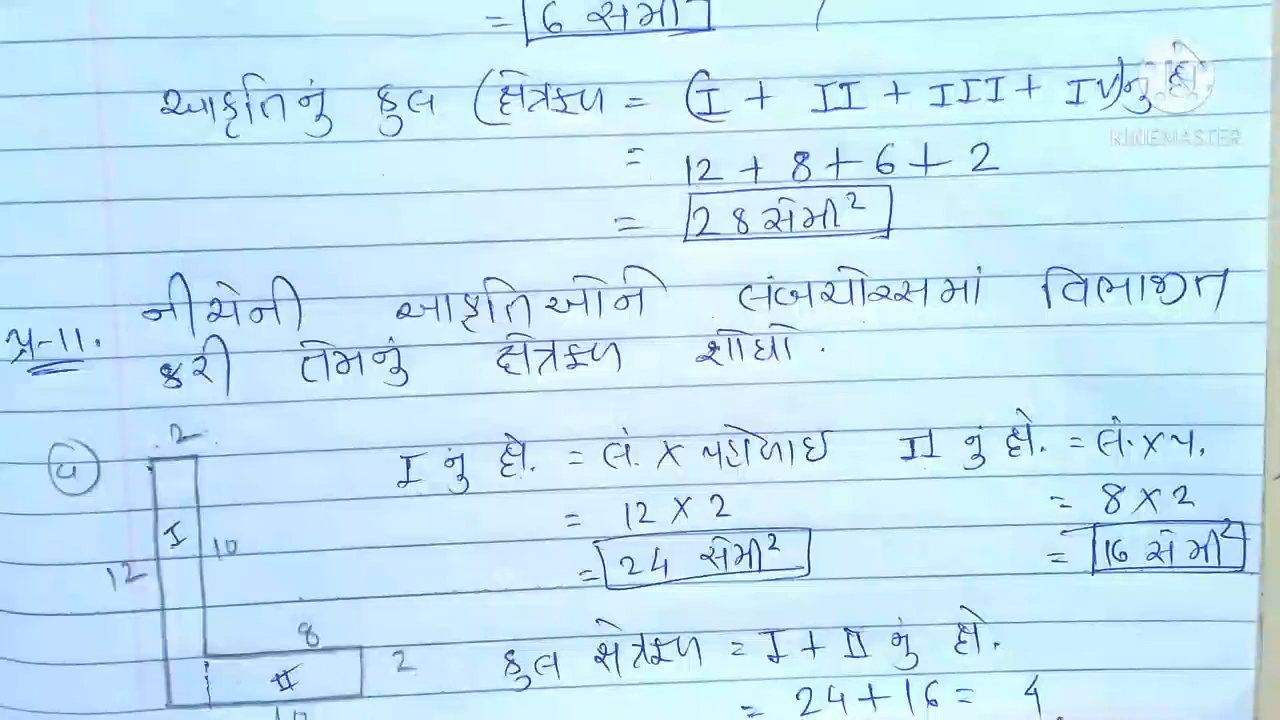 = 6 સેમી
આકૃતિનું કુલ ક્ષેત્રફળ = (I + II + III + IV)નું ક્ષે
KINEMASTER
= 12 + 8 + 6 + 2
= 28 સેમી²
પ્ર-11. નીચેની આકૃતિઓને લંબચોરસમાં વિભાજીત
કરી તેમનું ક્ષેત્રફળ શોધો.
2
I નું ક્ષે. = લં. × પહોળાઇ II નું ક્ષે. = લં. × પ.
= 12 × 2 = 8 × 2
I 10
12
= 24 સેમી² = 16 સેમી²
8
કુલ ક્ષેત્રફળ = I + II નું ક્ષે.
II 2
= 24 + 16 = 4
10